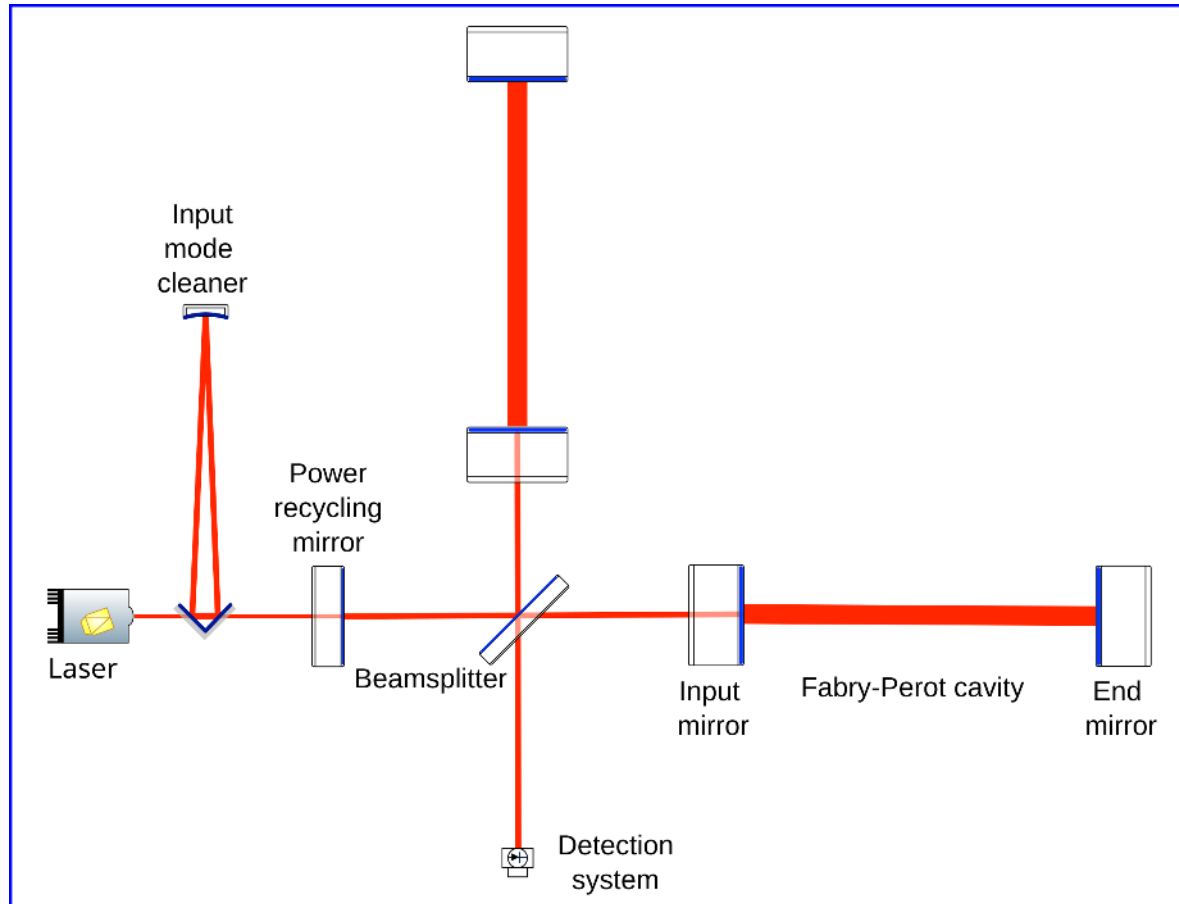 Input
mode
cleaner
Power
recycling
mirror
Laser
Beamsplitter
Input
mirror
Fabry-Perot cavity
End
mirror
Detection
system